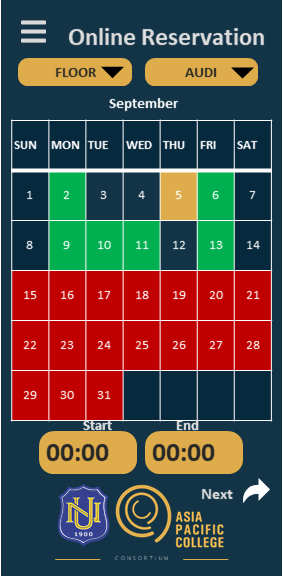 Online Reservation
FLOOR AUDI
September
SUN MON TUE WED THU FRI SAT
1 2 3 4 5 6 7
8 9 10 11 12 13 14
15 16 17 18 19 20 21
22 23 24 25 26 27 28
29 30 31
Start End
00:00 00:00
Next
NU
1900
ASIA
PACIFIC
COLLEGE
CONSORTIUM